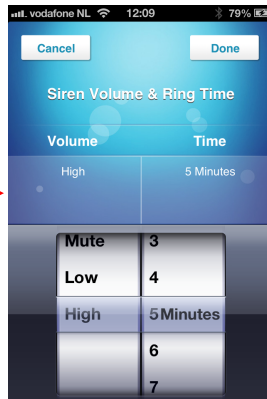 vodafone NL 12:09 79%
Cancel Done
Siren Volume & Ring Time
Volume Time
High 5 Minutes
Mute 3
Low 4
High 5 Minutes
6
7